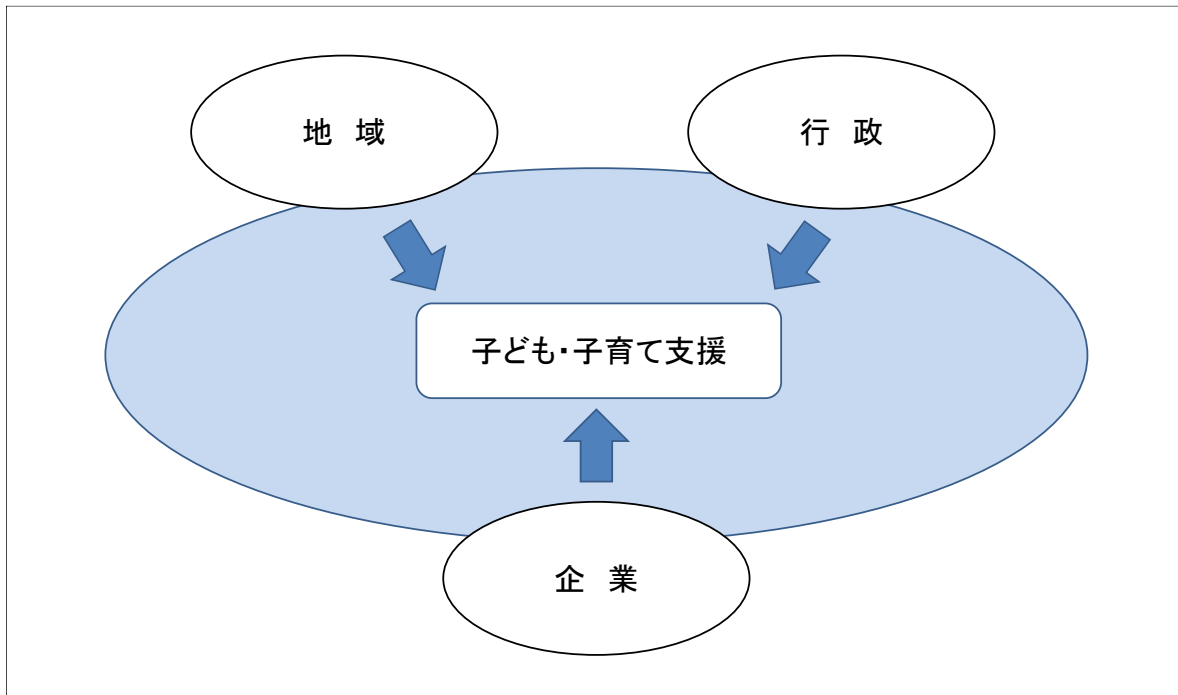 地 域
行 政
子ども・子育て支援
企 業